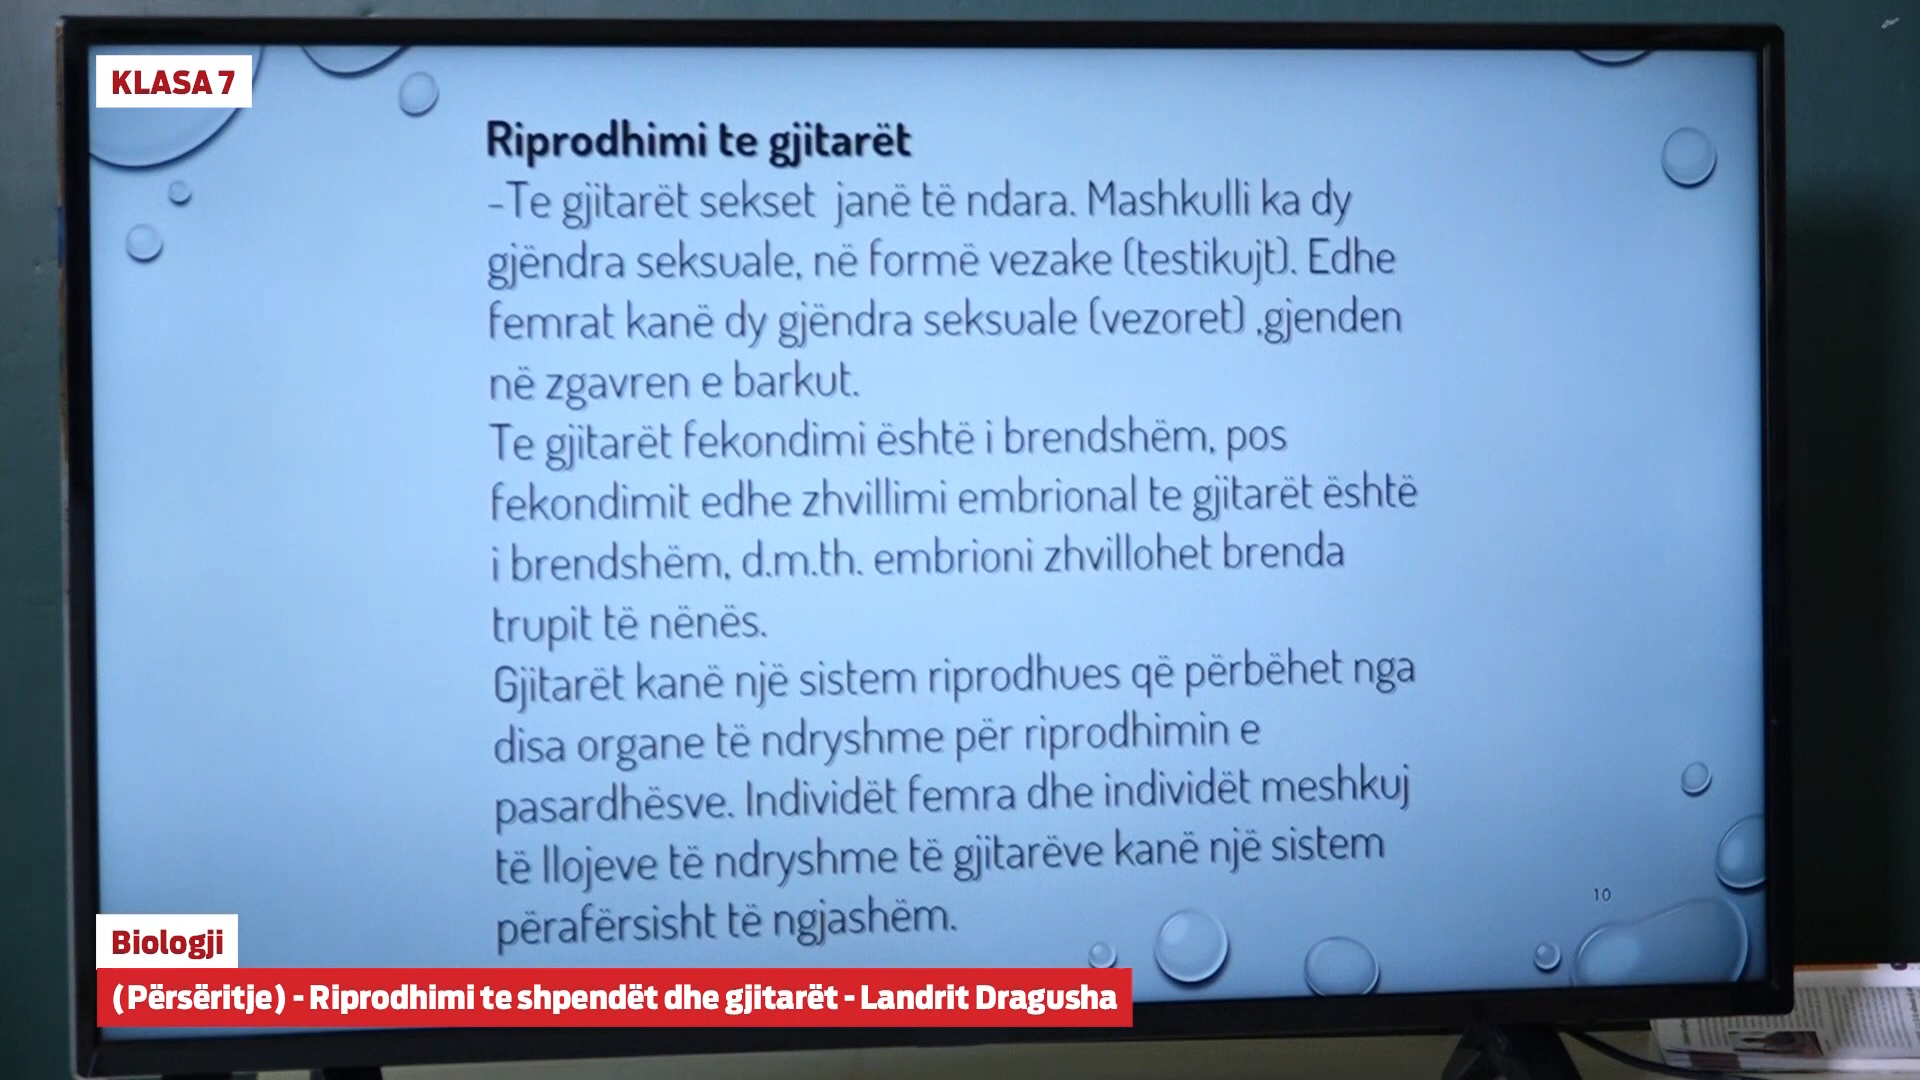 KLASA 7
Riprodhimi te gjitarët
-Te gjitarët sekset janë të ndara. Mashkulli ka dy
gjëndra seksuale, në formë vezake (testikujt). Edhe
femrat kanë dy gjëndra seksuale (vezoret) ,gjenden
në zgavren e barkut.
Te gjitarët fekondimi është i brendshëm, pos
fekondimit edhe zhvillimi embrional te gjitarët është
i brendshëm, d.m.th. embrioni zhvillohet brenda
trupit të nënës.
Gjitarët kanë një sistem riprodhues që përbëhet nga
disa organe të ndryshme për riprodhimin e
pasardhësve. Individët femra dhe individët meshkuj
të llojeve të ndryshme të gjitarëve kanë një sistem
përafërsisht të ngjashëm.
10
Biologji
(Përsëritje) - Riprodhimi te shpendët dhe gjitarët - Landrit Dragusha